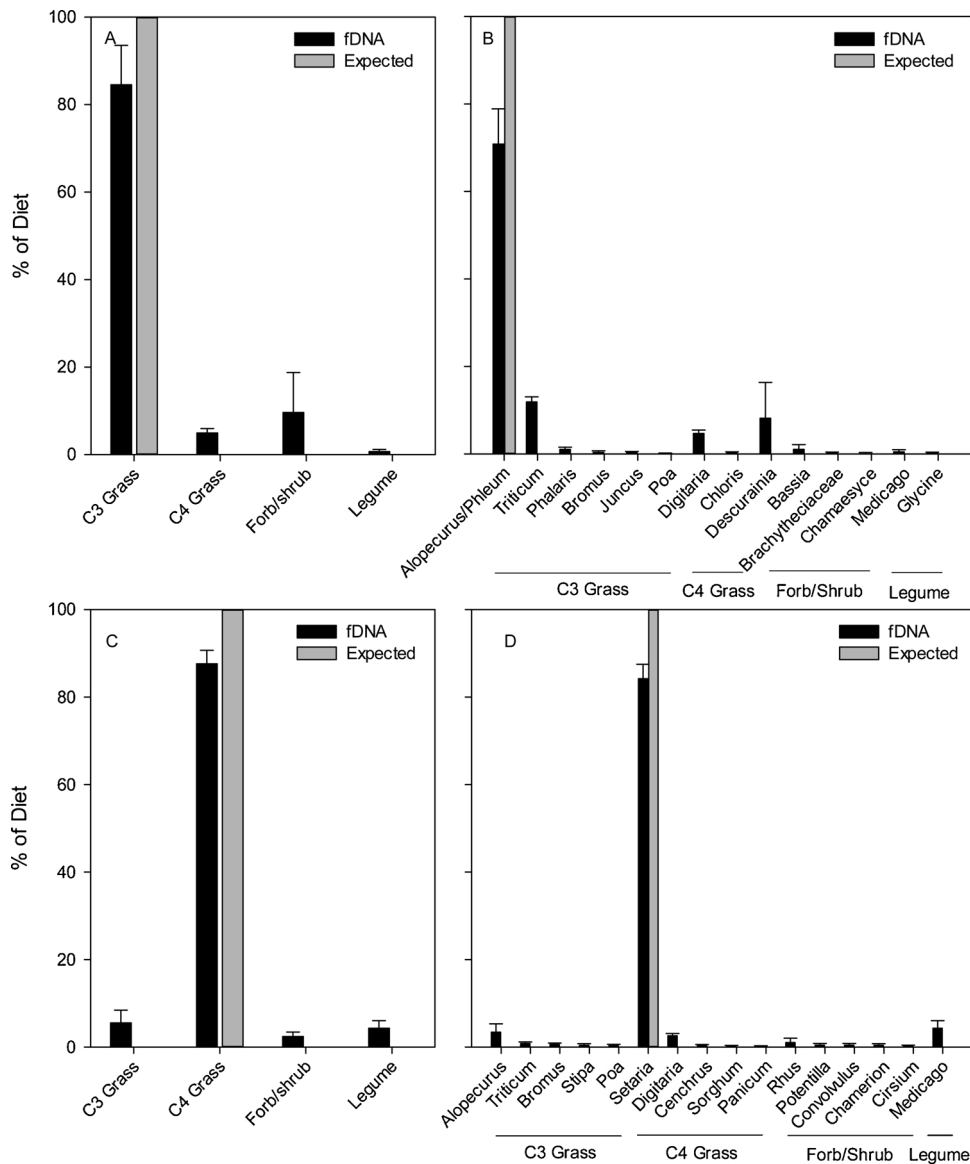 A
fDNA
Expected
% of Diet
100
80
60
40
20
0
C3 Grass
C4 Grass
Forb/shrub
Legume
B
fDNA
Expected
Alopecurus/Phleum
Triticum
Phalaris
Bromus
Juncus
Poa
Digitaria
Chloris
Descurainia
Bassia
Brachytheciaceae
Chamaesyce
Medicago
Glycine
C3 Grass
C4 Grass
Forb/Shrub
Legume
C
fDNA
Expected
% of Diet
100
80
60
40
20
0
C3 Grass
C4 Grass
Forb/shrub
Legume
D
fDNA
Expected
Alopecurus
Triticum
Bromus
Stipa
Poa
Setaria
Digitaria
Cenchrus
Sorghum
Panicum
Rhus
Potentilla
Convolvulus
Chamerion
Cirsium
Medicago
C3 Grass
C4 Grass
Forb/Shrub
Legume